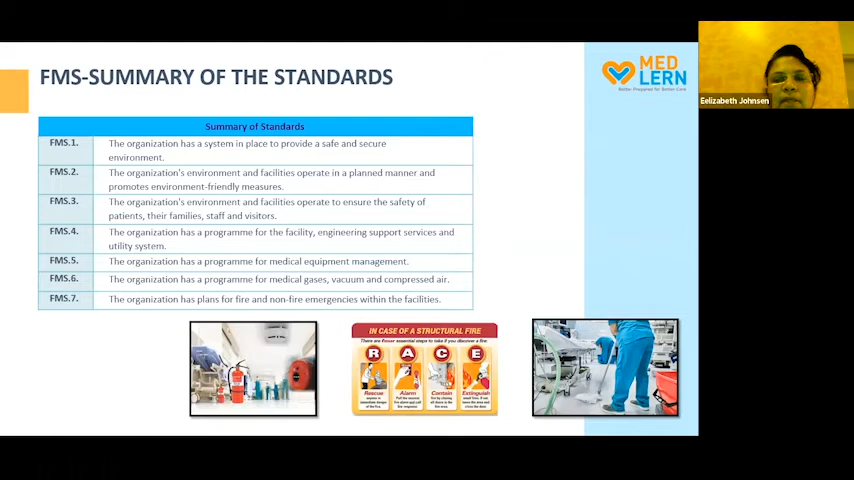 FMS-SUMMARY OF THE STANDARDS
MED
LERN
Better Prepared for Better Care
Eelizabeth Johnsen
Summary of Standards
FMS.1. The organization has a system in place to provide a safe and secure
environment.
FMS.2. The organization's environment and facilities operate in a planned manner and
promotes environment-friendly measures.
FMS.3. The organization's environment and facilities operate to ensure the safety of
patients, their families, staff and visitors.
FMS.4. The organization has a programme for the facility, engineering support services and
utility system.
FMS.5. The organization has a programme for medical equipment management.
FMS.6. The organization has a programme for medical gases, vacuum and compressed air.
FMS.7. The organization has plans for fire and non-fire emergencies within the facilities.
IN CASE OF A STRUCTURAL FIRE
There are four essential steps to take if you discover a fire:
R A C E
Rescue Alarm Contain Extinguish